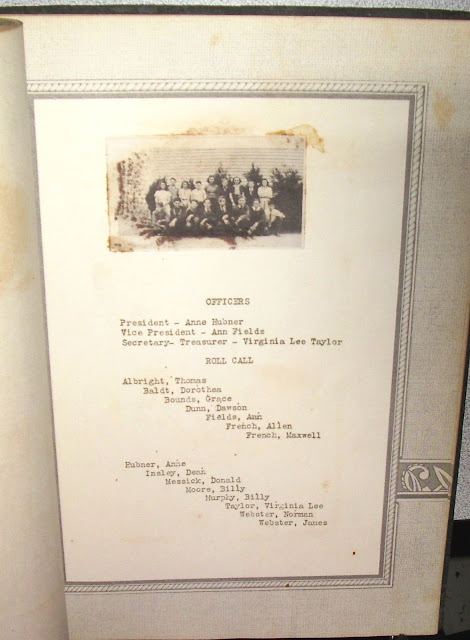 OFFICERS
President - Anne Hubner
Vice President - Ann Fields
Secretary- Treasurer - Virginia Lee Taylor
ROLL CALL
Albright, Thomas
Baldt, Dorothea
Bounds, Grace
Dunn, Dawson
Fields, Ann
French, Allen
French, Maxwell
Hubner, Anne
Insley, Dean
Messick, Donald
Moore, Billy
Murphy, Billy
Taylor, Virginia Lee
Webster, Norman
Webster, James